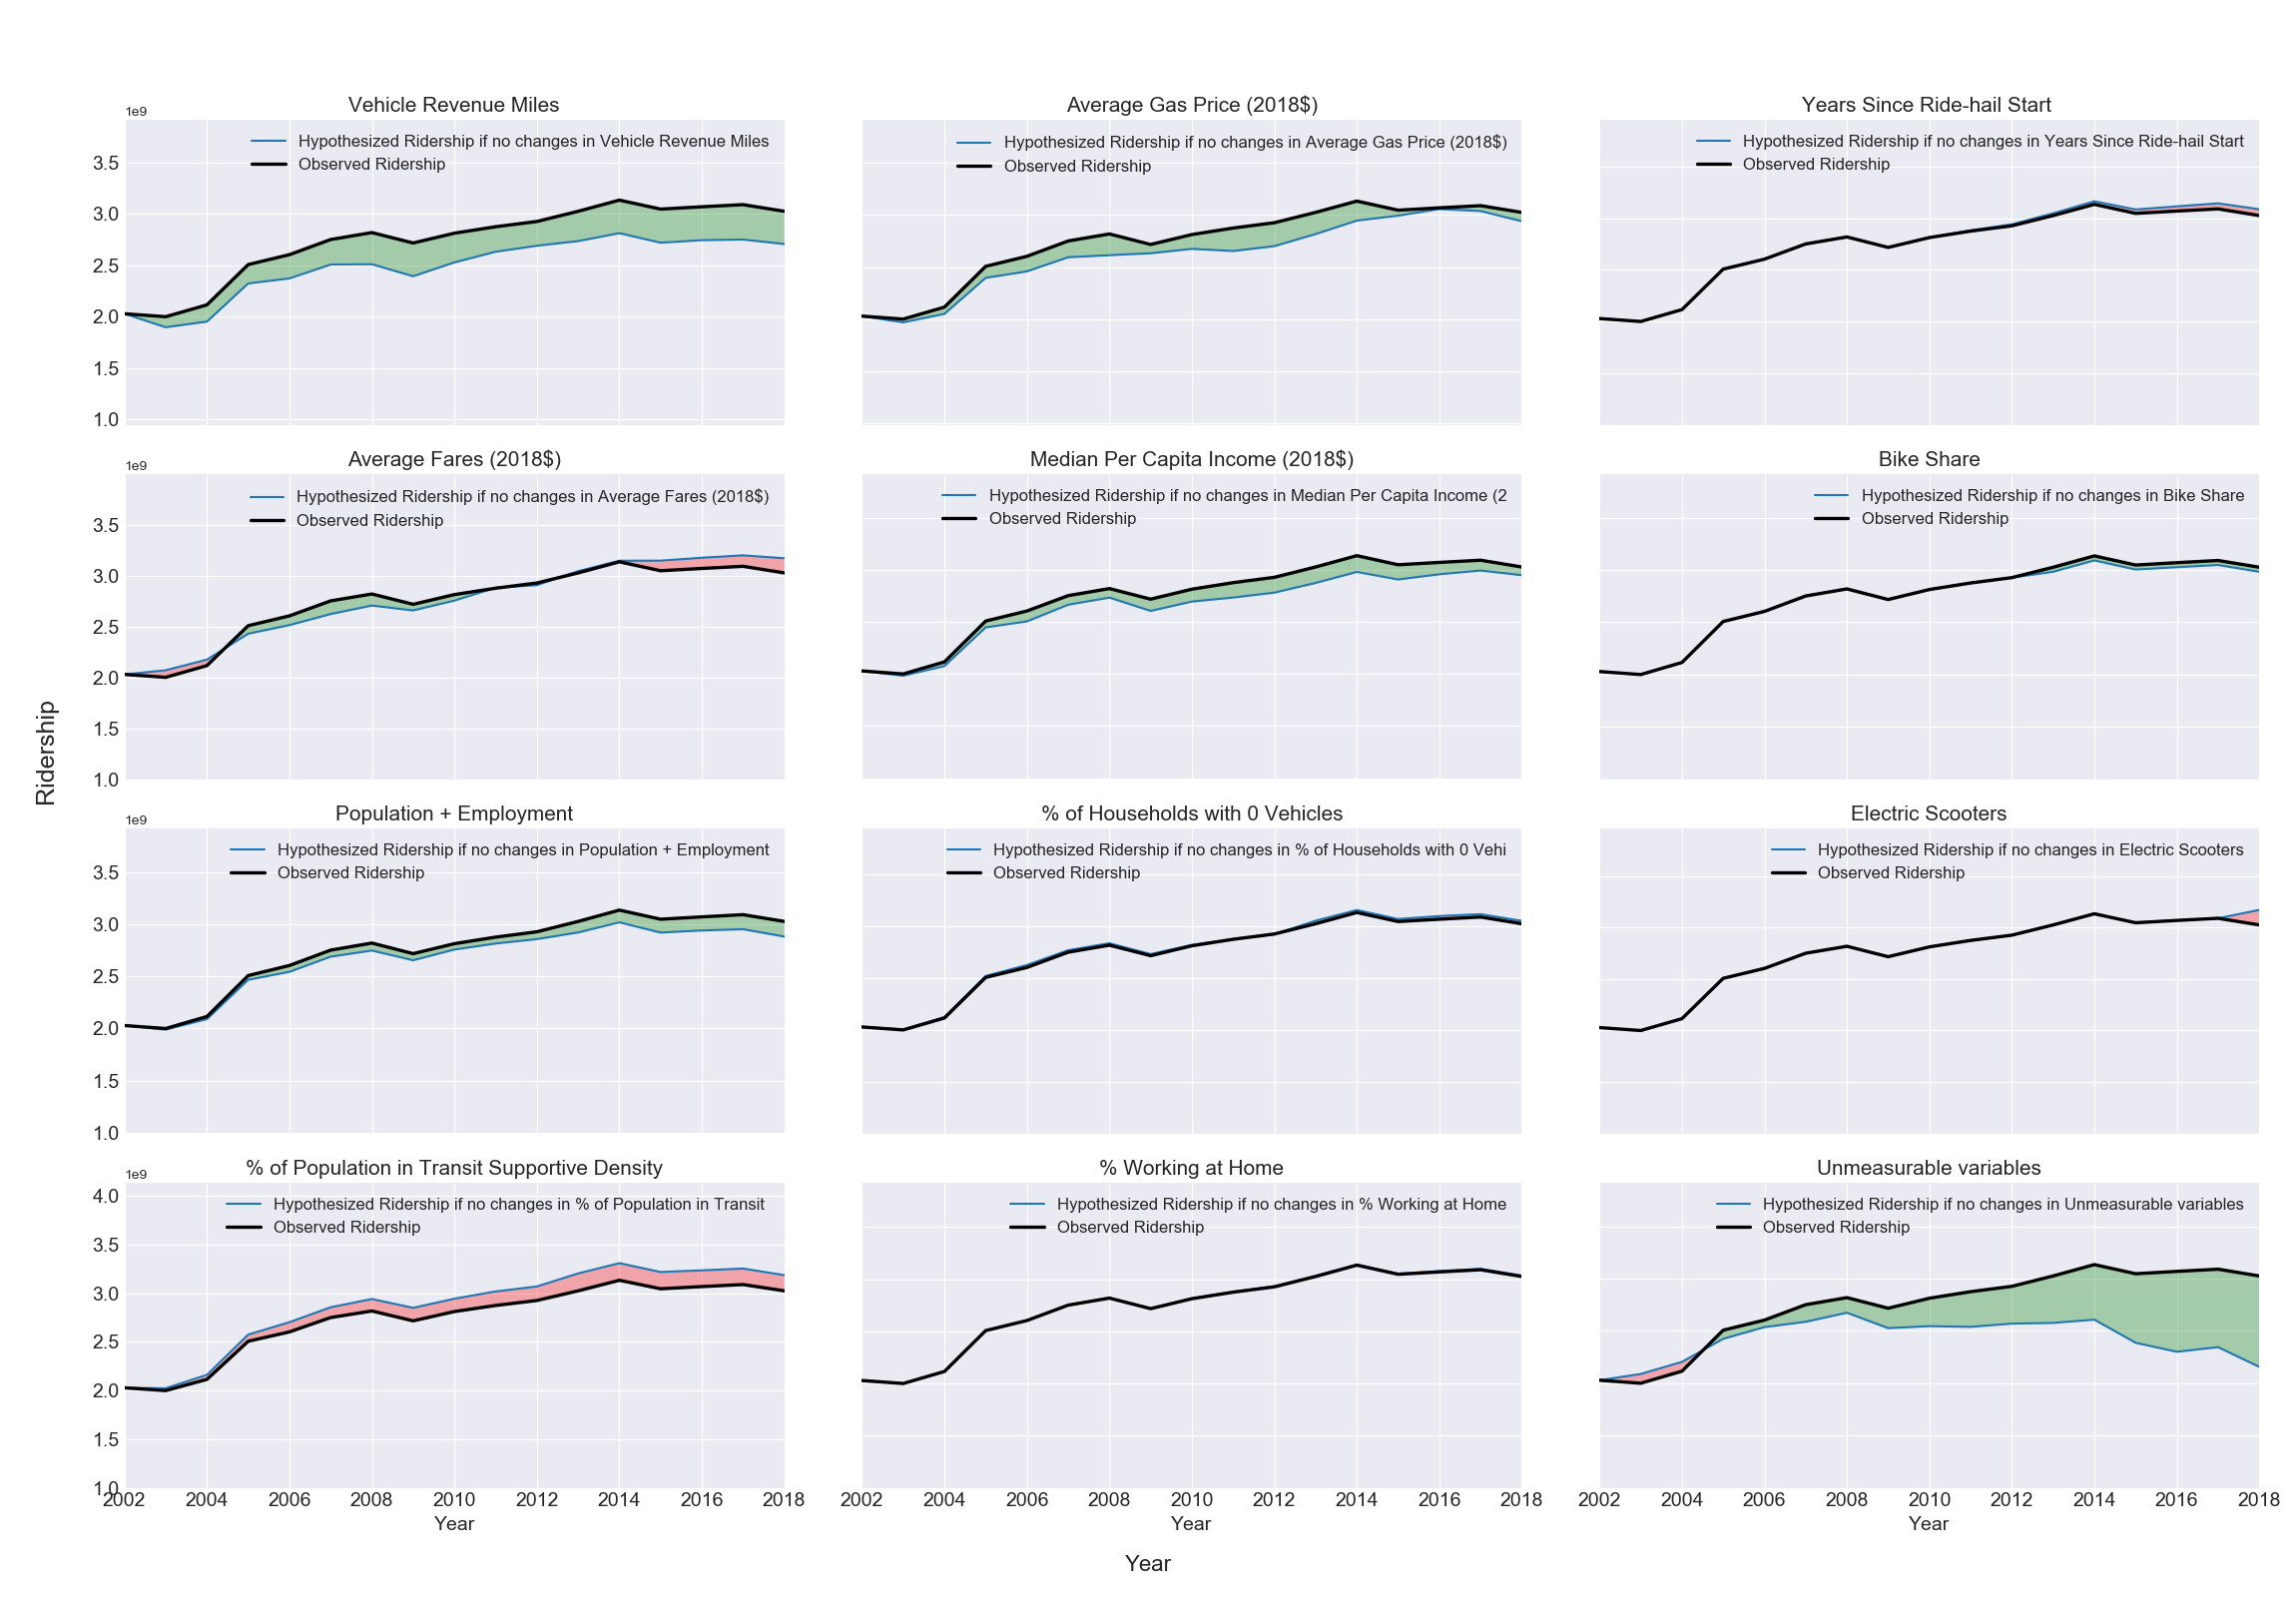 Vehicle Revenue Miles
1e9
Hypothesized Ridership if no changes in Vehicle Revenue Miles
Observed Ridership
3.5
3.0
2.5
2.0
1.5
1.0
Average Gas Price (2018$)
Hypothesized Ridership if no changes in Average Gas Price (2018$)
Observed Ridership
Years Since Ride-hail Start
Hypothesized Ridership if no changes in Years Since Ride-hail Start
Observed Ridership
Average Fares (2018$)
1e9
Hypothesized Ridership if no changes in Average Fares (2018$)
Observed Ridership
3.5
3.0
2.5
2.0
1.5
1.0
Median Per Capita Income (2018$)
Hypothesized Ridership if no changes in Median Per Capita Income (2
Observed Ridership
Bike Share
Hypothesized Ridership if no changes in Bike Share
Observed Ridership
Ridership
Population + Employment
1e9
Hypothesized Ridership if no changes in Population + Employment
Observed Ridership
3.5
3.0
2.5
2.0
1.5
1.0
% of Households with 0 Vehicles
Hypothesized Ridership if no changes in % of Households with 0 Vehi
Observed Ridership
Electric Scooters
Hypothesized Ridership if no changes in Electric Scooters
Observed Ridership
% of Population in Transit Supportive Density
1e9
Hypothesized Ridership if no changes in % of Population in Transit
Observed Ridership
4.0
3.5
3.0
2.5
2.0
1.5
1.0
2002 2004 2006 2008 2010 2012 2014 2016 2018
Year
% Working at Home
Hypothesized Ridership if no changes in % Working at Home
Observed Ridership
2002 2004 2006 2008 2010 2012 2014 2016 2018
Year
Unmeasurable variables
Hypothesized Ridership if no changes in Unmeasurable variables
Observed Ridership
2002 2004 2006 2008 2010 2012 2014 2016 2018
Year
Year